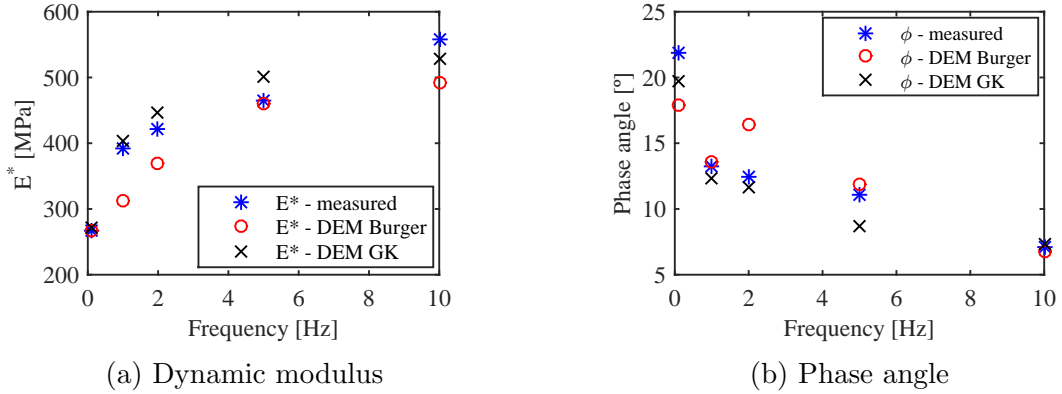 600
500
400
300
200
E* [MPa]
E* - measured
E* - DEM Burger
E* - DEM GK
0 2 4 6 8 10
Frequency [Hz]
(a) Dynamic modulus
25
20
15
10
5
Phase angle [º]
ϕ - measured
ϕ - DEM Burger
ϕ - DEM GK
0 2 4 6 8 10
Frequency [Hz]
(b) Phase angle